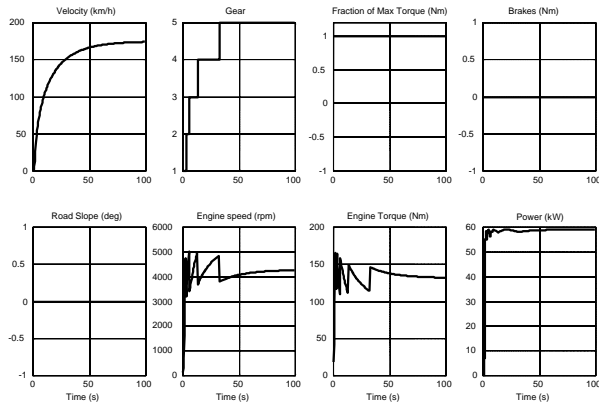 Velocity (km/h)
Gear
Fraction of Max Torque (Nm)
Brakes (Nm)
200
150
100
50
0
0 50 100
5
4
3
2
1
0 50 100
1
0.5
0
-0.5
-1
0 50 100
1
0.5
0
-0.5
-1
0 50 100
Road Slope (deg)
Engine speed (rpm)
Engine Torque (Nm)
Power (kW)
1
0.5
0
-0.5
-1
0 50 100
Time (s)
6000
5000
4000
3000
2000
1000
0
0 50 100
Time (s)
200
150
100
50
0
0 50 100
Time (s)
60
50
40
30
20
10
0
0 50 100
Time (s)